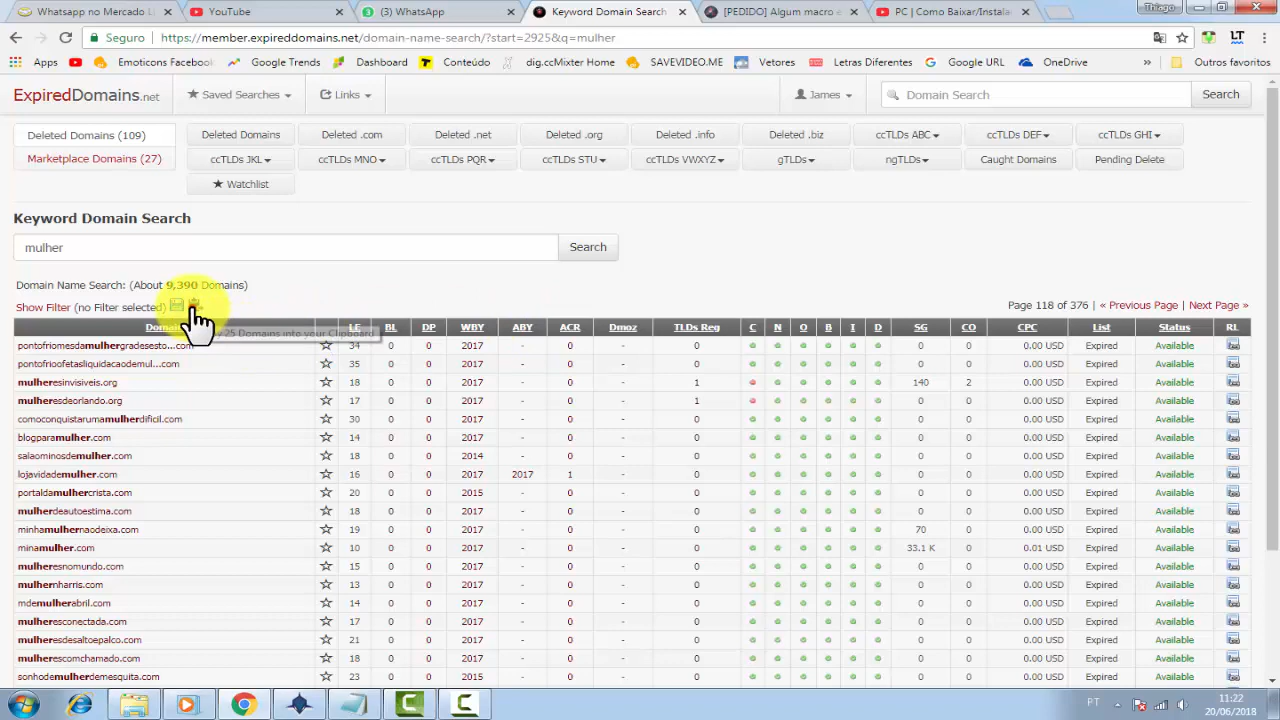 Whatsapp no Mercado Li
YouTube
(3) WhatsApp
Keyword Domain Search
[PEDIDO] Algum macro e
PC | Como Baixar/Instala
Thiago
Seguro
https://member.expireddomains.net/domain-name-search/?start=2925&q=mulher
Apps
Emoticons Facebook
Google Trends
Dashboard
Conteúdo
dig.ccMixter Home
SAVEVIDEO.ME
Vetores
Letras Diferentes
Google URL
OneDrive
»
Outros favoritos
ExpiredDomains.net
Saved Searches
Links
James
Domain Search
Search
Deleted Domains (109)
Deleted Domains
Deleted .com
Deleted .net
Deleted .org
Deleted .info
Deleted .biz
ccTLDs ABC
ccTLDs DEF
ccTLDs GHI
Marketplace Domains (27)
ccTLDs JKL
ccTLDs MNO
ccTLDs PQR
ccTLDs STU
ccTLDs VWXYZ
gTLDs
ngTLDs
Caught Domains
Pending Delete
Watchlist
Keyword Domain Search
mulher
Search
Domain Name Search: (About 9,390 Domains)
Show Filter (no Filter selected)
Page 118 of 376 | « Previous Page | Next Page »
25 Domains into your Clipboard
LE BL DP WBY ABY ACR Dmoz TLDs Reg C N O B I D SG CO CPC List Status RL
pontofriomesdamulhergradesesto...com 34 0 0 2017 - 0 - 0 0 0 0.00 USD Expired Available
pontofrioofetasliquidacaodemul...com 35 0 0 2017 - 0 - 0 0 0 0.00 USD Expired Available
mulheresinvisiveis.org 18 0 0 2017 - 0 - 1 140 2 0.00 USD Expired Available
mulheresdeorlando.org 17 0 0 2017 - 0 - 1 0 0 0.00 USD Expired Available
comoconquistarumamulherdificil.com 30 0 0 2017 - 0 - 0 0 0 0.00 USD Expired Available
blogparamulher.com 14 0 0 2017 - 0 - 0 0 0 0.00 USD Expired Available
salaominosdemulher.com 18 0 0 2014 - 0 - 0 0 0 0.00 USD Expired Available
lojavidademulher.com 16 0 0 2017 2017 1 - 0 0 0 0.00 USD Expired Available
portaldamulhercrista.com 20 0 0 2015 - 0 - 0 0 0 0.00 USD Expired Available
mulherdeautoestima.com 18 0 0 2017 - 0 - 0 0 0 0.00 USD Expired Available
minhamulhernaodeixa.com 19 0 0 2017 - 0 - 0 70 0 0.00 USD Expired Available
minamulher.com 10 0 0 2017 - 0 - 0 33.1 K 0 0.01 USD Expired Available
mulheresnomundo.com 15 0 0 2017 - 0 - 0 0 0 0.00 USD Expired Available
mulhernharris.com 13 0 0 2017 - 0 - 0 0 0 0.00 USD Expired Available
mdemulherabril.com 14 0 0 2017 - 0 - 0 0 0 0.00 USD Expired Available
mulheresconectada.com 17 0 0 2017 - 0 - 0 0 0 0.00 USD Expired Available
mulheresdesaltoepalco.com 21 0 0 2017 - 0 - 0 0 0 0.00 USD Expired Available
mulherescomchamado.com 18 0 0 2017 - 0 - 0 0 0 0.00 USD Expired Available
sonhodemulherdemesquita.com 23 0 0 2015 - 0 - 0 0 0 0.00 USD Expired Available
PT
11:22
20/06/2018